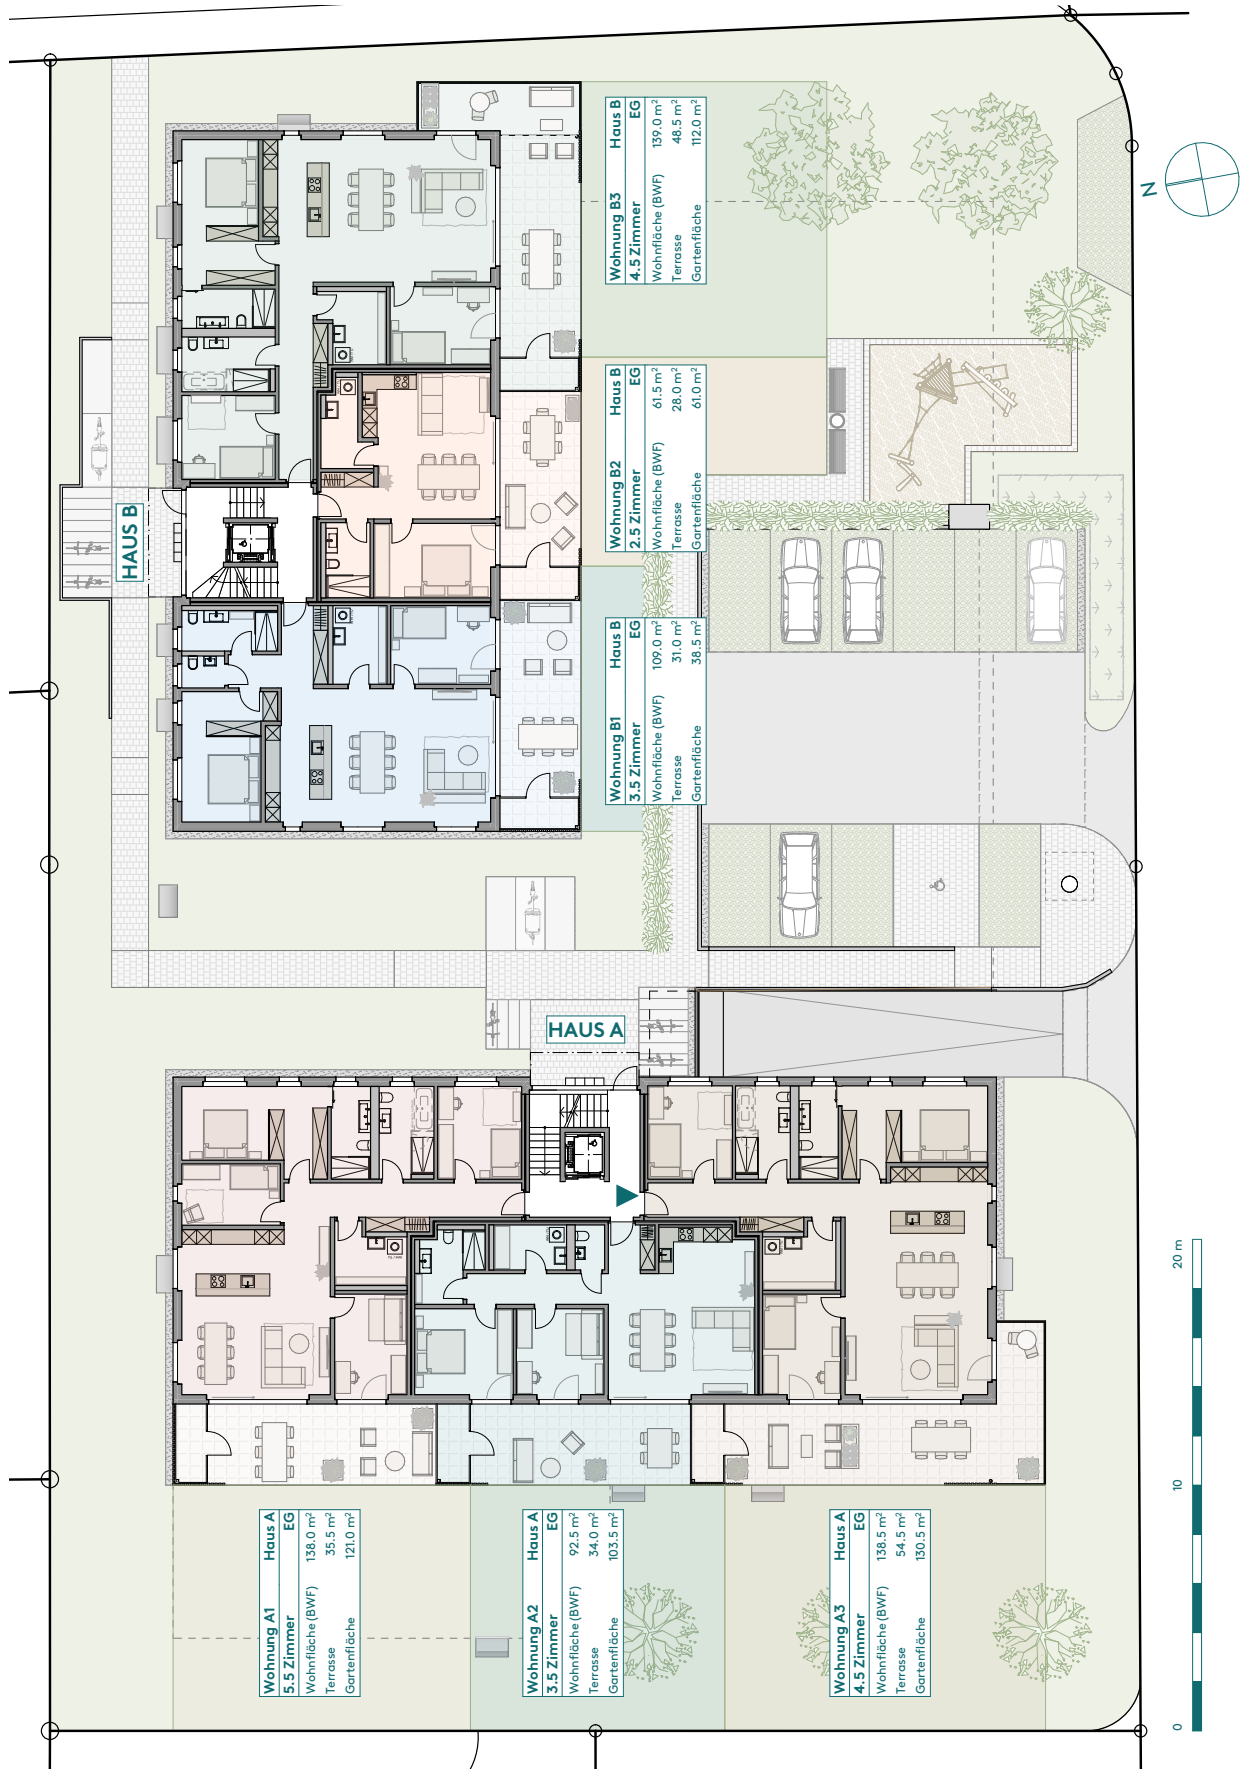 N
Wohnung B3 Haus B
4.5 Zimmer EG
Wohnfläche (BWF) 139.0 m²
Terrasse 48.5 m²
Gartenfläche 112.0 m²
Wohnung B2 Haus B
2.5 Zimmer EG
Wohnfläche (BWF) 61.5 m²
Terrasse 28.0 m²
Gartenfläche 61.0 m²
HAUS B
Wohnung B1 Haus B
3.5 Zimmer EG
Wohnfläche (BWF) 109.0 m²
Terrasse 31.0 m²
Gartenfläche 38.5 m²
HAUS A
Wohnung A1 Haus A
5.5 Zimmer EG
Wohnfläche (BWF) 138.0 m²
Terrasse 35.5 m²
Gartenfläche 121.0 m²
Wohnung A2 Haus A
3.5 Zimmer EG
Wohnfläche (BWF) 92.5 m²
Terrasse 34.0 m²
Gartenfläche 103.5 m²
Wohnung A3 Haus A
4.5 Zimmer EG
Wohnfläche (BWF) 138.5 m²
Terrasse 54.5 m²
Gartenfläche 130.5 m²
0 10 20 m